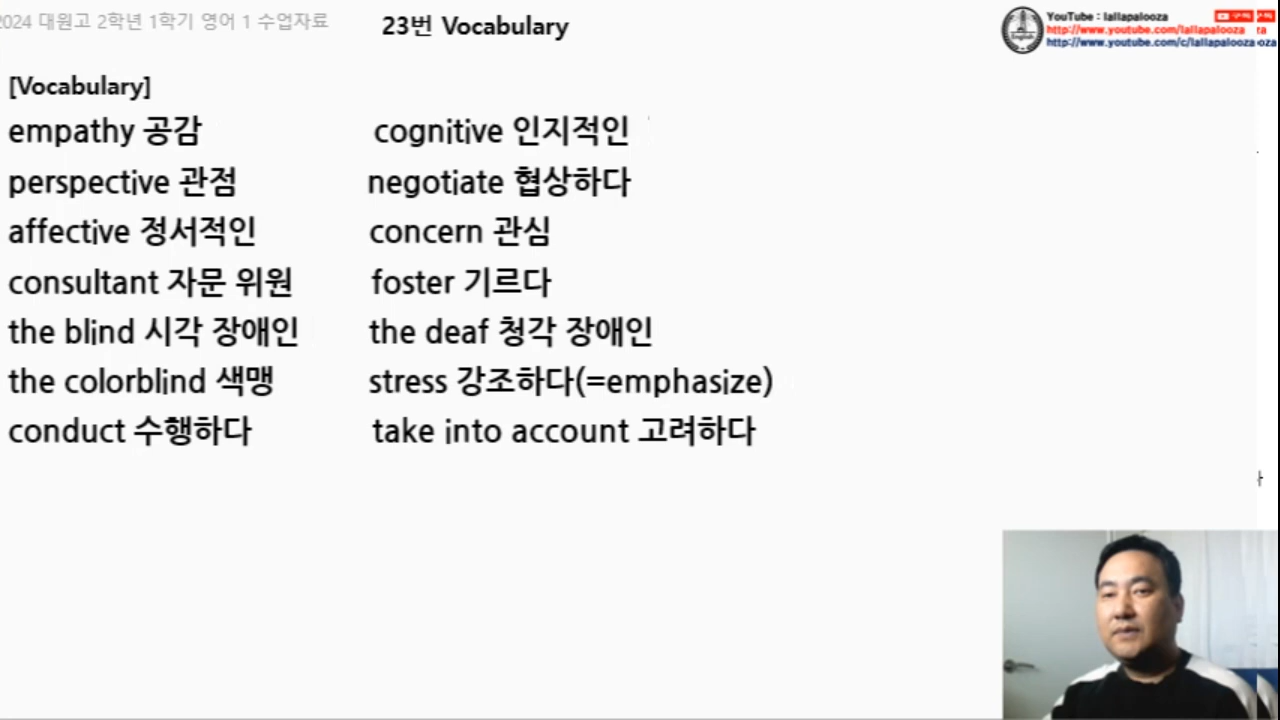 2024 대원고 2학년 1학기 영어 1 수업자료
23번 Vocabulary
YouTube : lallapalooza
http://www.youtube.com/lallapalooza
http://www.youtube.com/c/lallapalooza
[Vocabulary]
empathy 공감 cognitive 인지적인
perspective 관점 negotiate 협상하다
affective 정서적인 concern 관심
consultant 자문 위원 foster 기르다
the blind 시각 장애인 the deaf 청각 장애인
the colorblind 색맹 stress 강조하다(=emphasize)
conduct 수행하다 take into account 고려하다